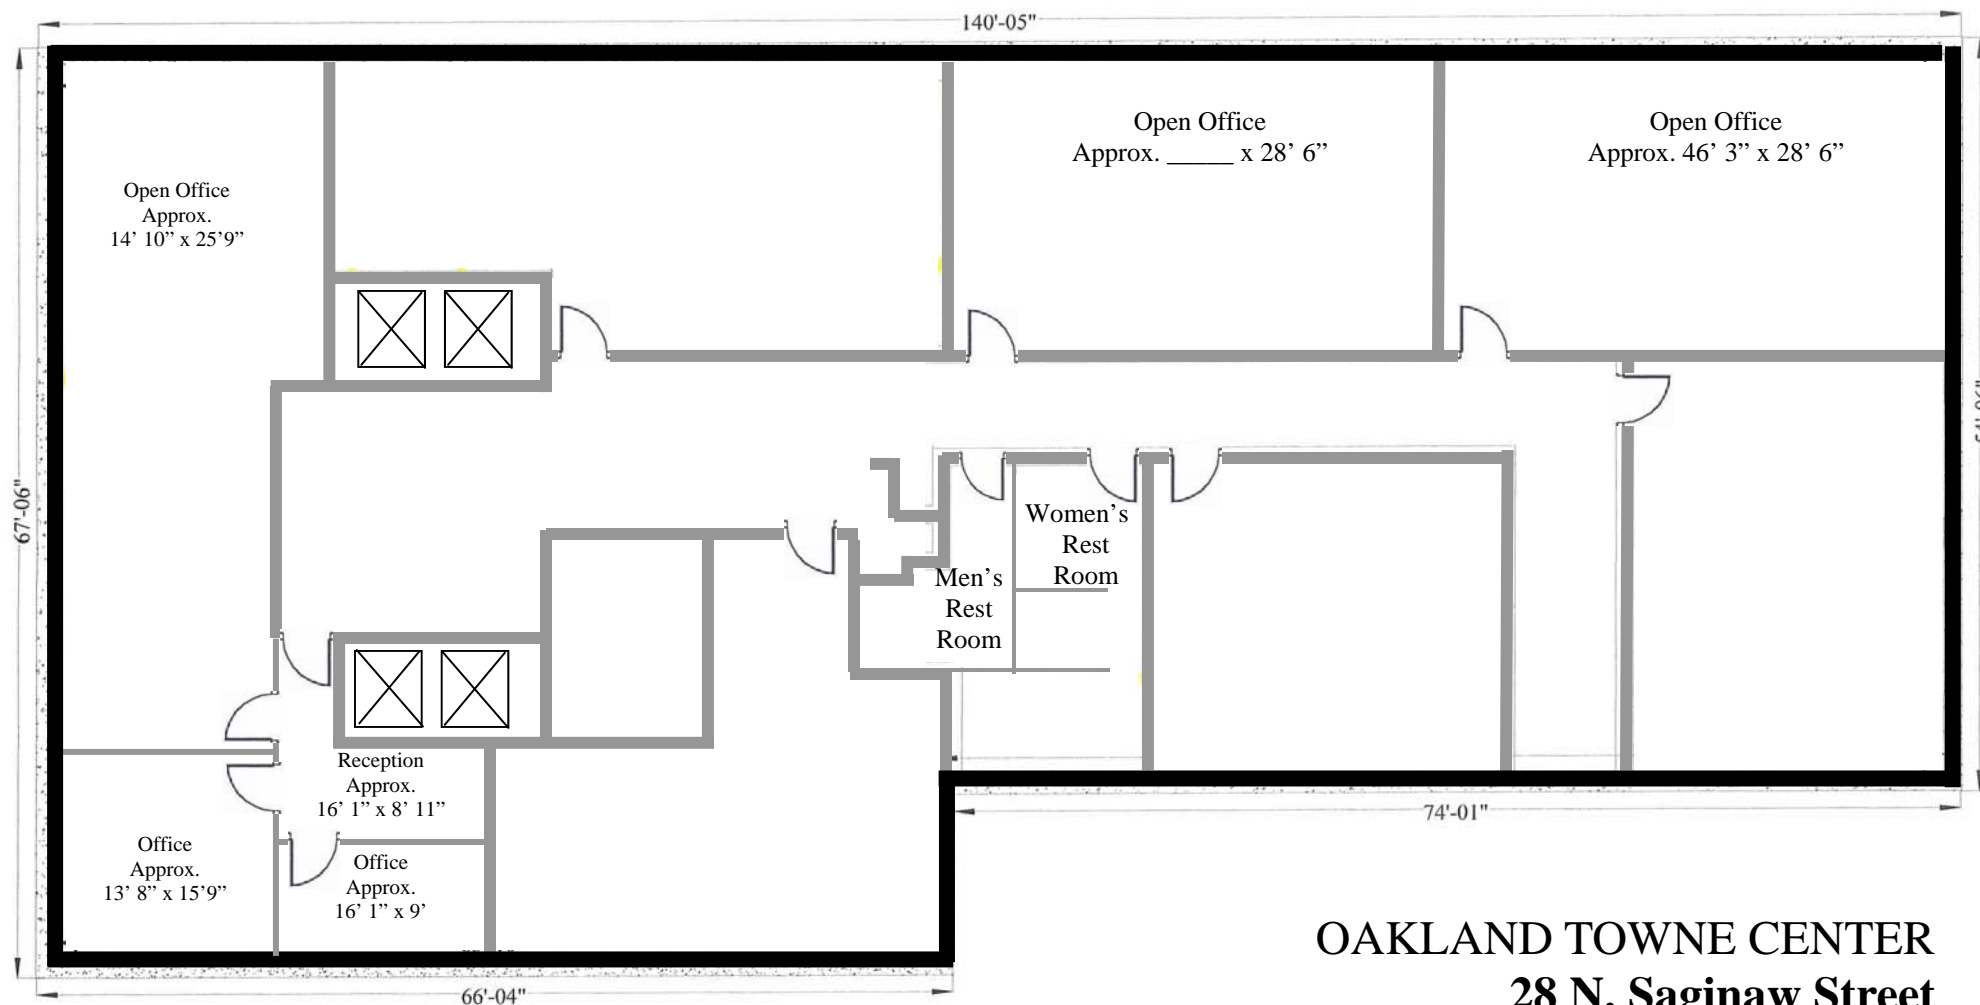 140'-05"
Open Office
Approx. _____ x 28’ 6”
Open Office
Approx. 46’ 3” x 28’ 6”
Open Office
Approx.
14’ 10” x 25’9”
67'-06"
Women’s
Rest
Room
Men’s
Rest
Room
Reception
Approx.
16’ 1” x 8’ 11”
74'-01"
Office
Approx.
13’ 8” x 15’9”
Office
Approx.
16’ 1” x 9’
OAKLAND TOWNE CENTER
28 N. Saginaw Street
66'-04"